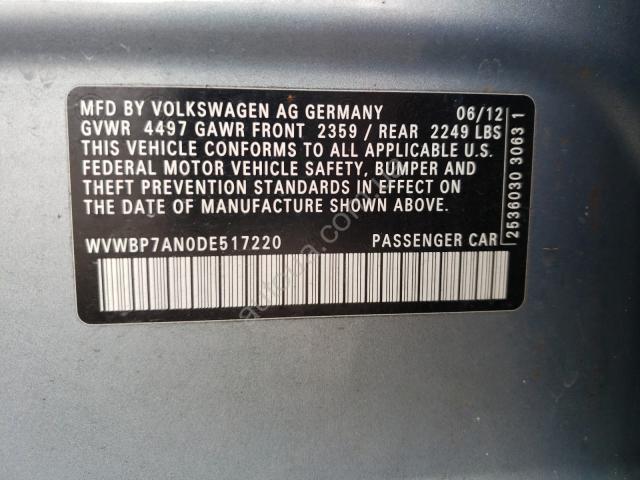 MFD BY VOLKSWAGEN AG GERMANY 06/12
GVWR 4497 GAWR FRONT 2359 / REAR 2249 LBS
THIS VEHICLE CONFORMS TO ALL APPLICABLE U.S.
FEDERAL MOTOR VEHICLE SAFETY, BUMPER AND
THEFT PREVENTION STANDARDS IN EFFECT ON
THE DATE OF MANUFACTURE SHOWN ABOVE.
WVWBP7AN0DE517220 PASSENGER CAR
2536030 3063 1